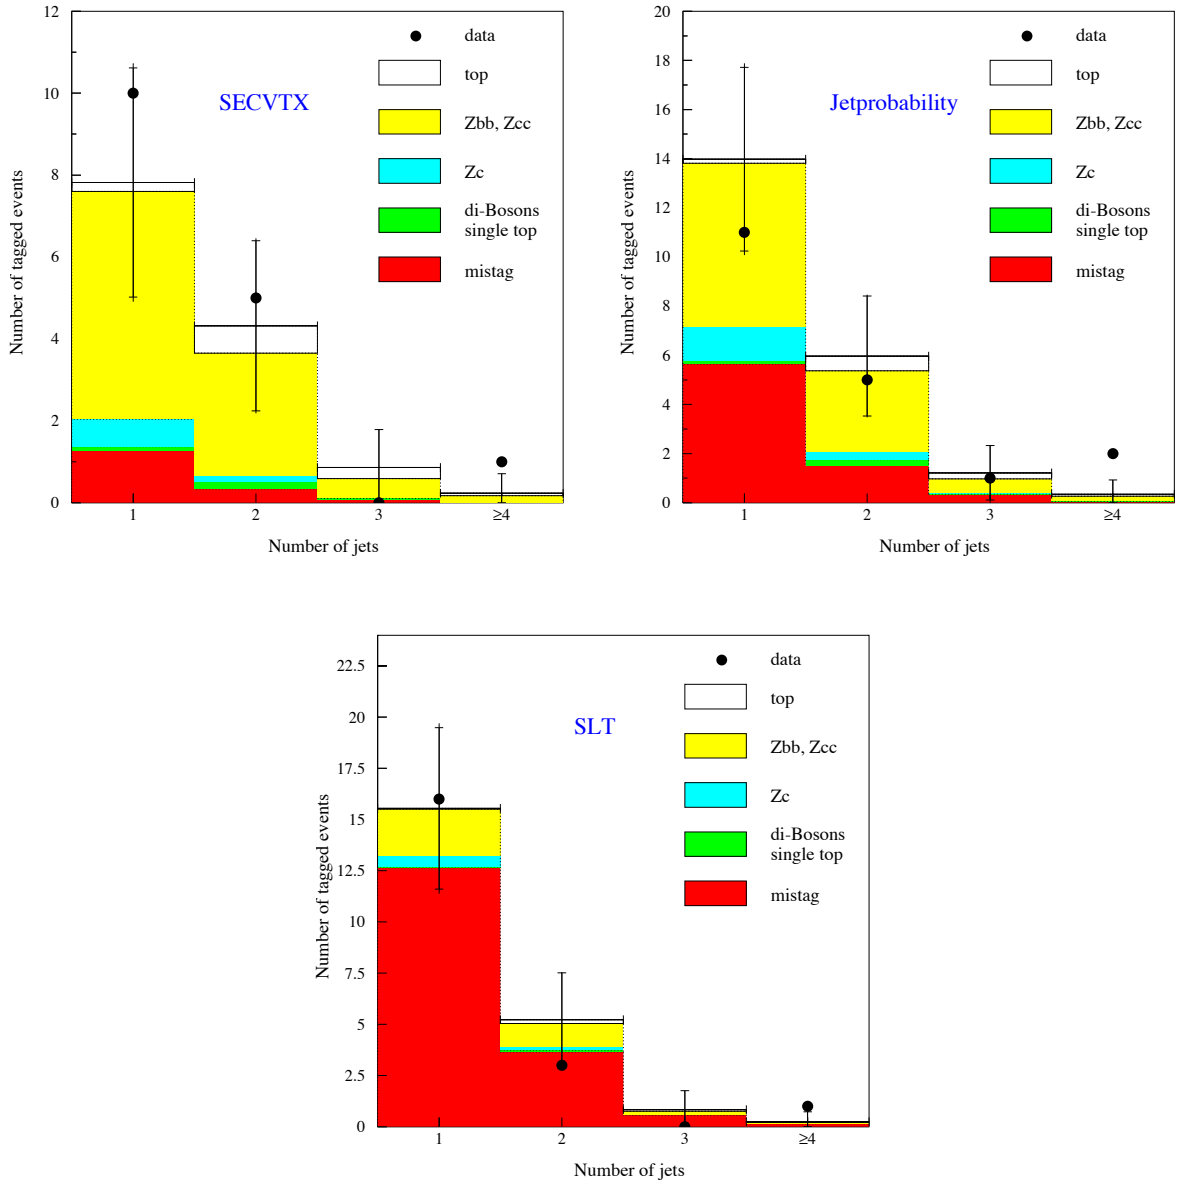 12
10
8
6
4
2
0
Number of tagged events
SECVTX
data
top
Zbb, Zcc
Zc
di-Bosons
single top
mistag
1
2
3
≥4
Number of jets
20
18
16
14
12
10
8
6
4
2
0
Number of tagged events
Jetprobability
data
top
Zbb, Zcc
Zc
di-Bosons
single top
mistag
1
2
3
≥4
Number of jets
22.5
20
17.5
15
12.5
10
7.5
5
2.5
0
Number of tagged events
SLT
data
top
Zbb, Zcc
Zc
di-Bosons
single top
mistag
1
2
3
≥4
Number of jets